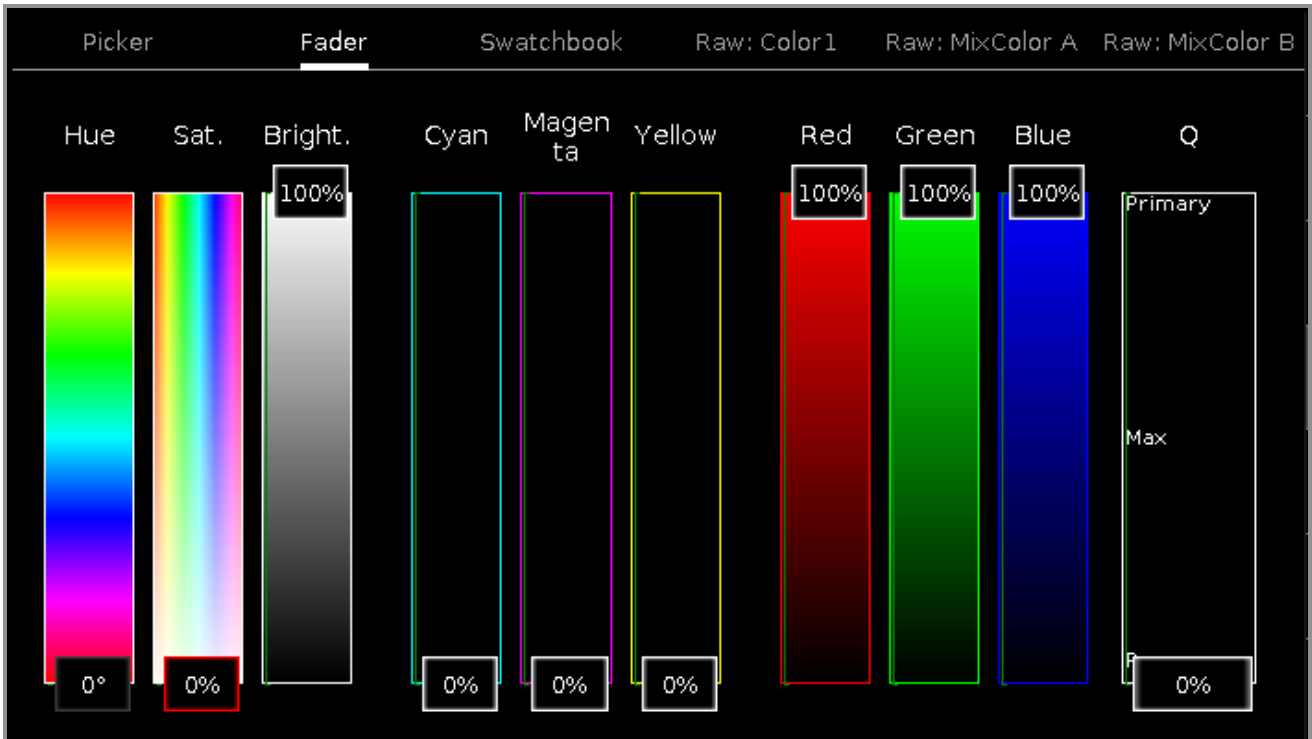 Picker Fader Swatchbook Raw: Color1 Raw: MixColor A Raw: MixColor B
Hue Sat. Bright. Cyan Magen
ta Yellow Red Green Blue Q
100% 100% 100% 100%
Primary
Max
0° 0% 0% 0% 0% 0%